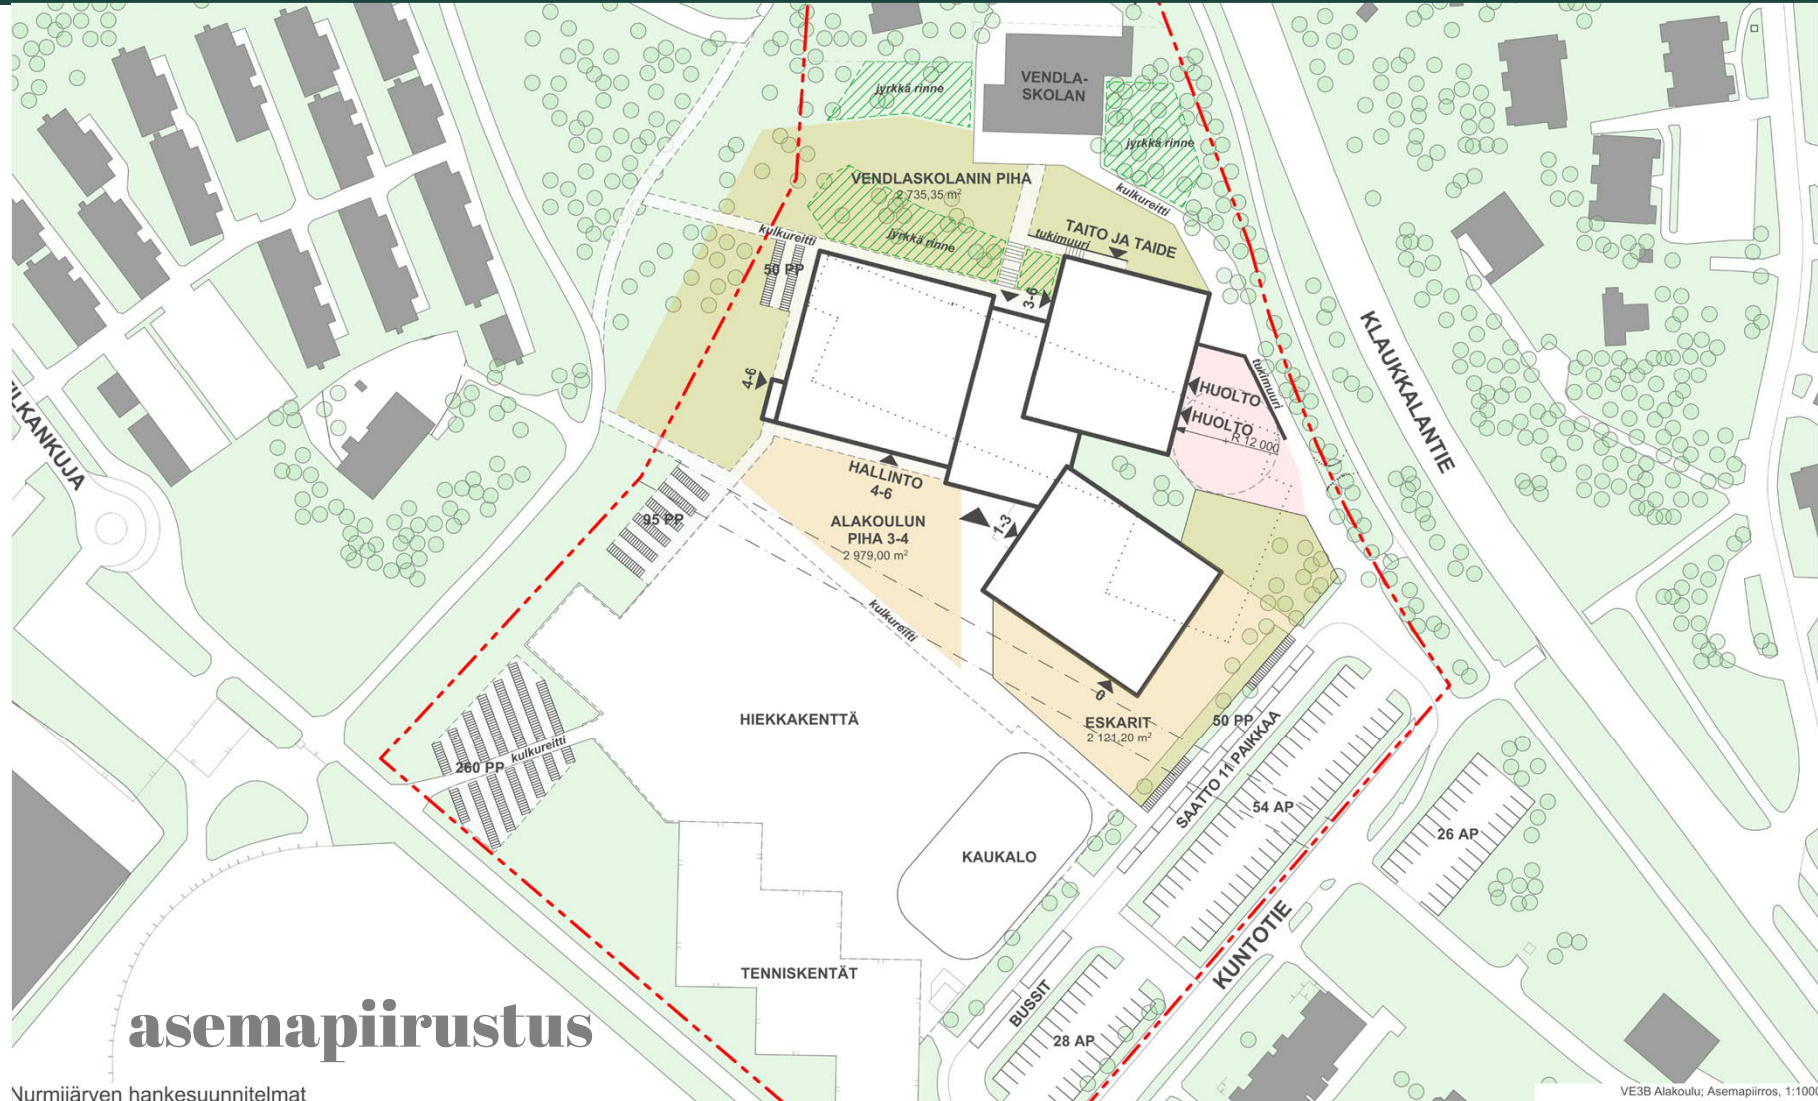 VENDLA-
SKOLAN
jyrkkä rinne
jyrkkä rinne
VENDLASKOLANIN PIHA
2 735,35 m²
kulkureitti
TAITO JA TAIDE
tukimuuri
jyrkkä rinne
kulkureitti
50 PP
3-6
KLAUKKALANTIE
4-6
tukimuuri
HUOLTO
HUOLTO
R 12 000
HALLINTO
4-6
95 PP
ALAKOULUN
PIHA 3-4
2 979,00 m²
1-3
kulkureitti
0
ESKARIT
2 121,20 m²
50 PP
HIEKKAKENTTÄ
kulkureitti
260 PP
SAATTO 11 PAIKKAA
54 AP
26 AP
KAUKALO
KUNTOTIE
TENNISKENTÄT
BUSSIT
28 AP
asemapiirustus
Nurmijärven hankesuunnitelmat
VE3B Alakoulu; Asemapiirros, 1:1000